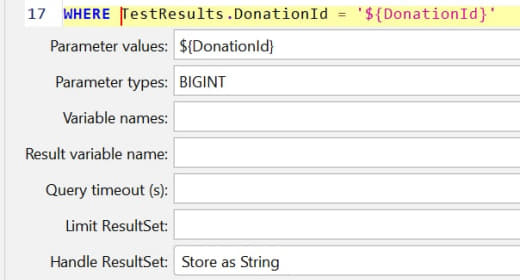 17 WHERE TestResults.DonationId = '${DonationId}'
Parameter values: ${DonationId}
Parameter types: BIGINT
Variable names:
Result variable name:
Query timeout (s):
Limit ResultSet:
Handle ResultSet: Store as String